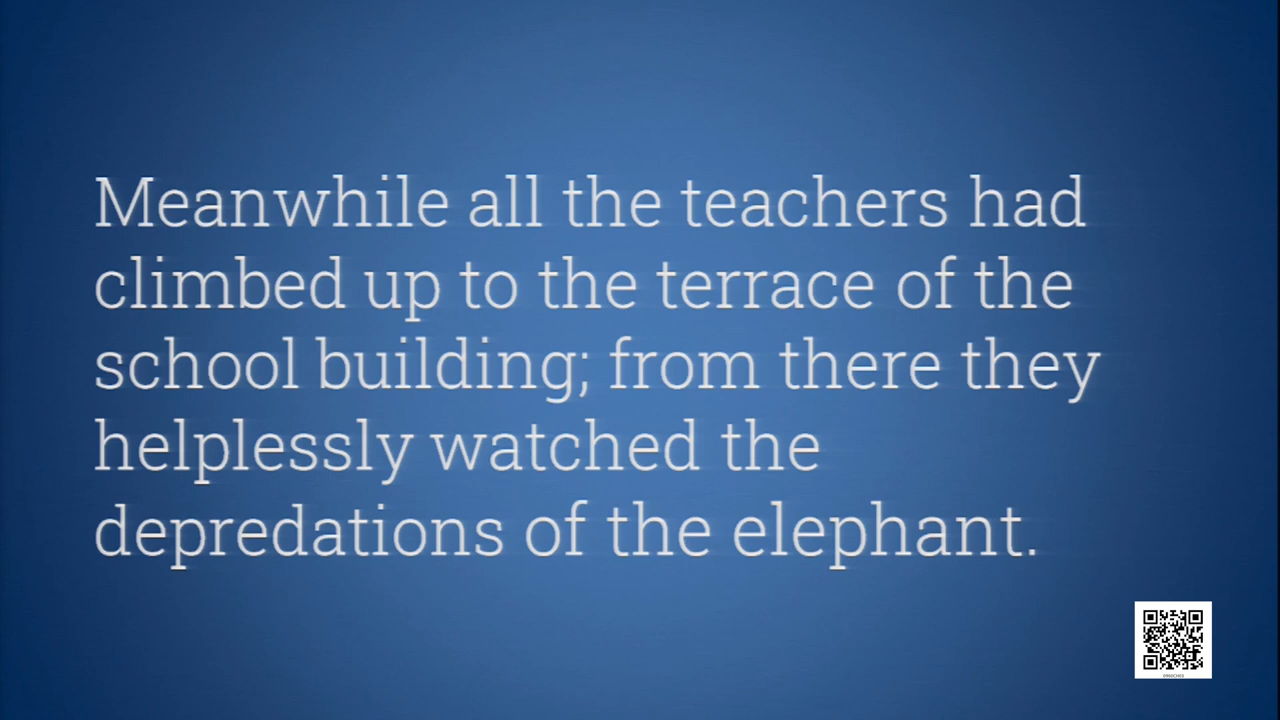 Meanwhile all the teachers had
climbed up to the terrace of the
school building; from there they
helplessly watched the
depredations of the elephant.